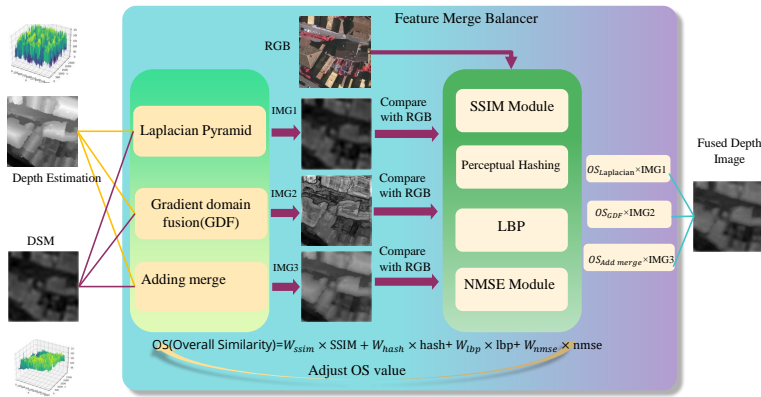 Feature Merge Balancer
RGB
Depth Estimation
DSM
Laplacian Pyramid
Gradient domain
fusion(GDF)
Adding merge
IMG1
IMG2
IMG3
Compare
with RGB
Compare
with RGB
Compare
with RGB
SSIM Module
Perceptual Hashing
LBP
NMSE Module
OS_Laplacian×IMG1
OS_GDF×IMG2
OS_Add merge×IMG3
Fused Depth
Image
OS(Overall Similarity)=W_ssim × SSIM + W_hash × hash+ W_lbp × lbp+ W_nmse × nmse
Adjust OS value